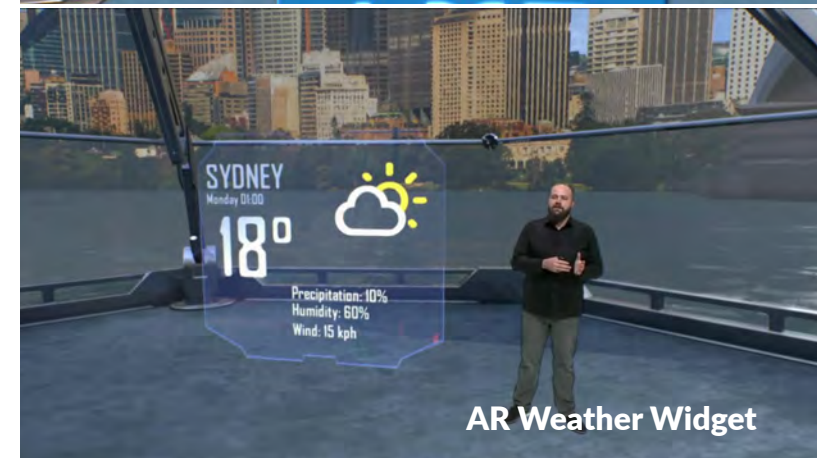 SYDNEY
Monday 01:00
18°
Precipitation: 10%
Humidity: 60%
Wind: 15 kph
AR Weather Widget